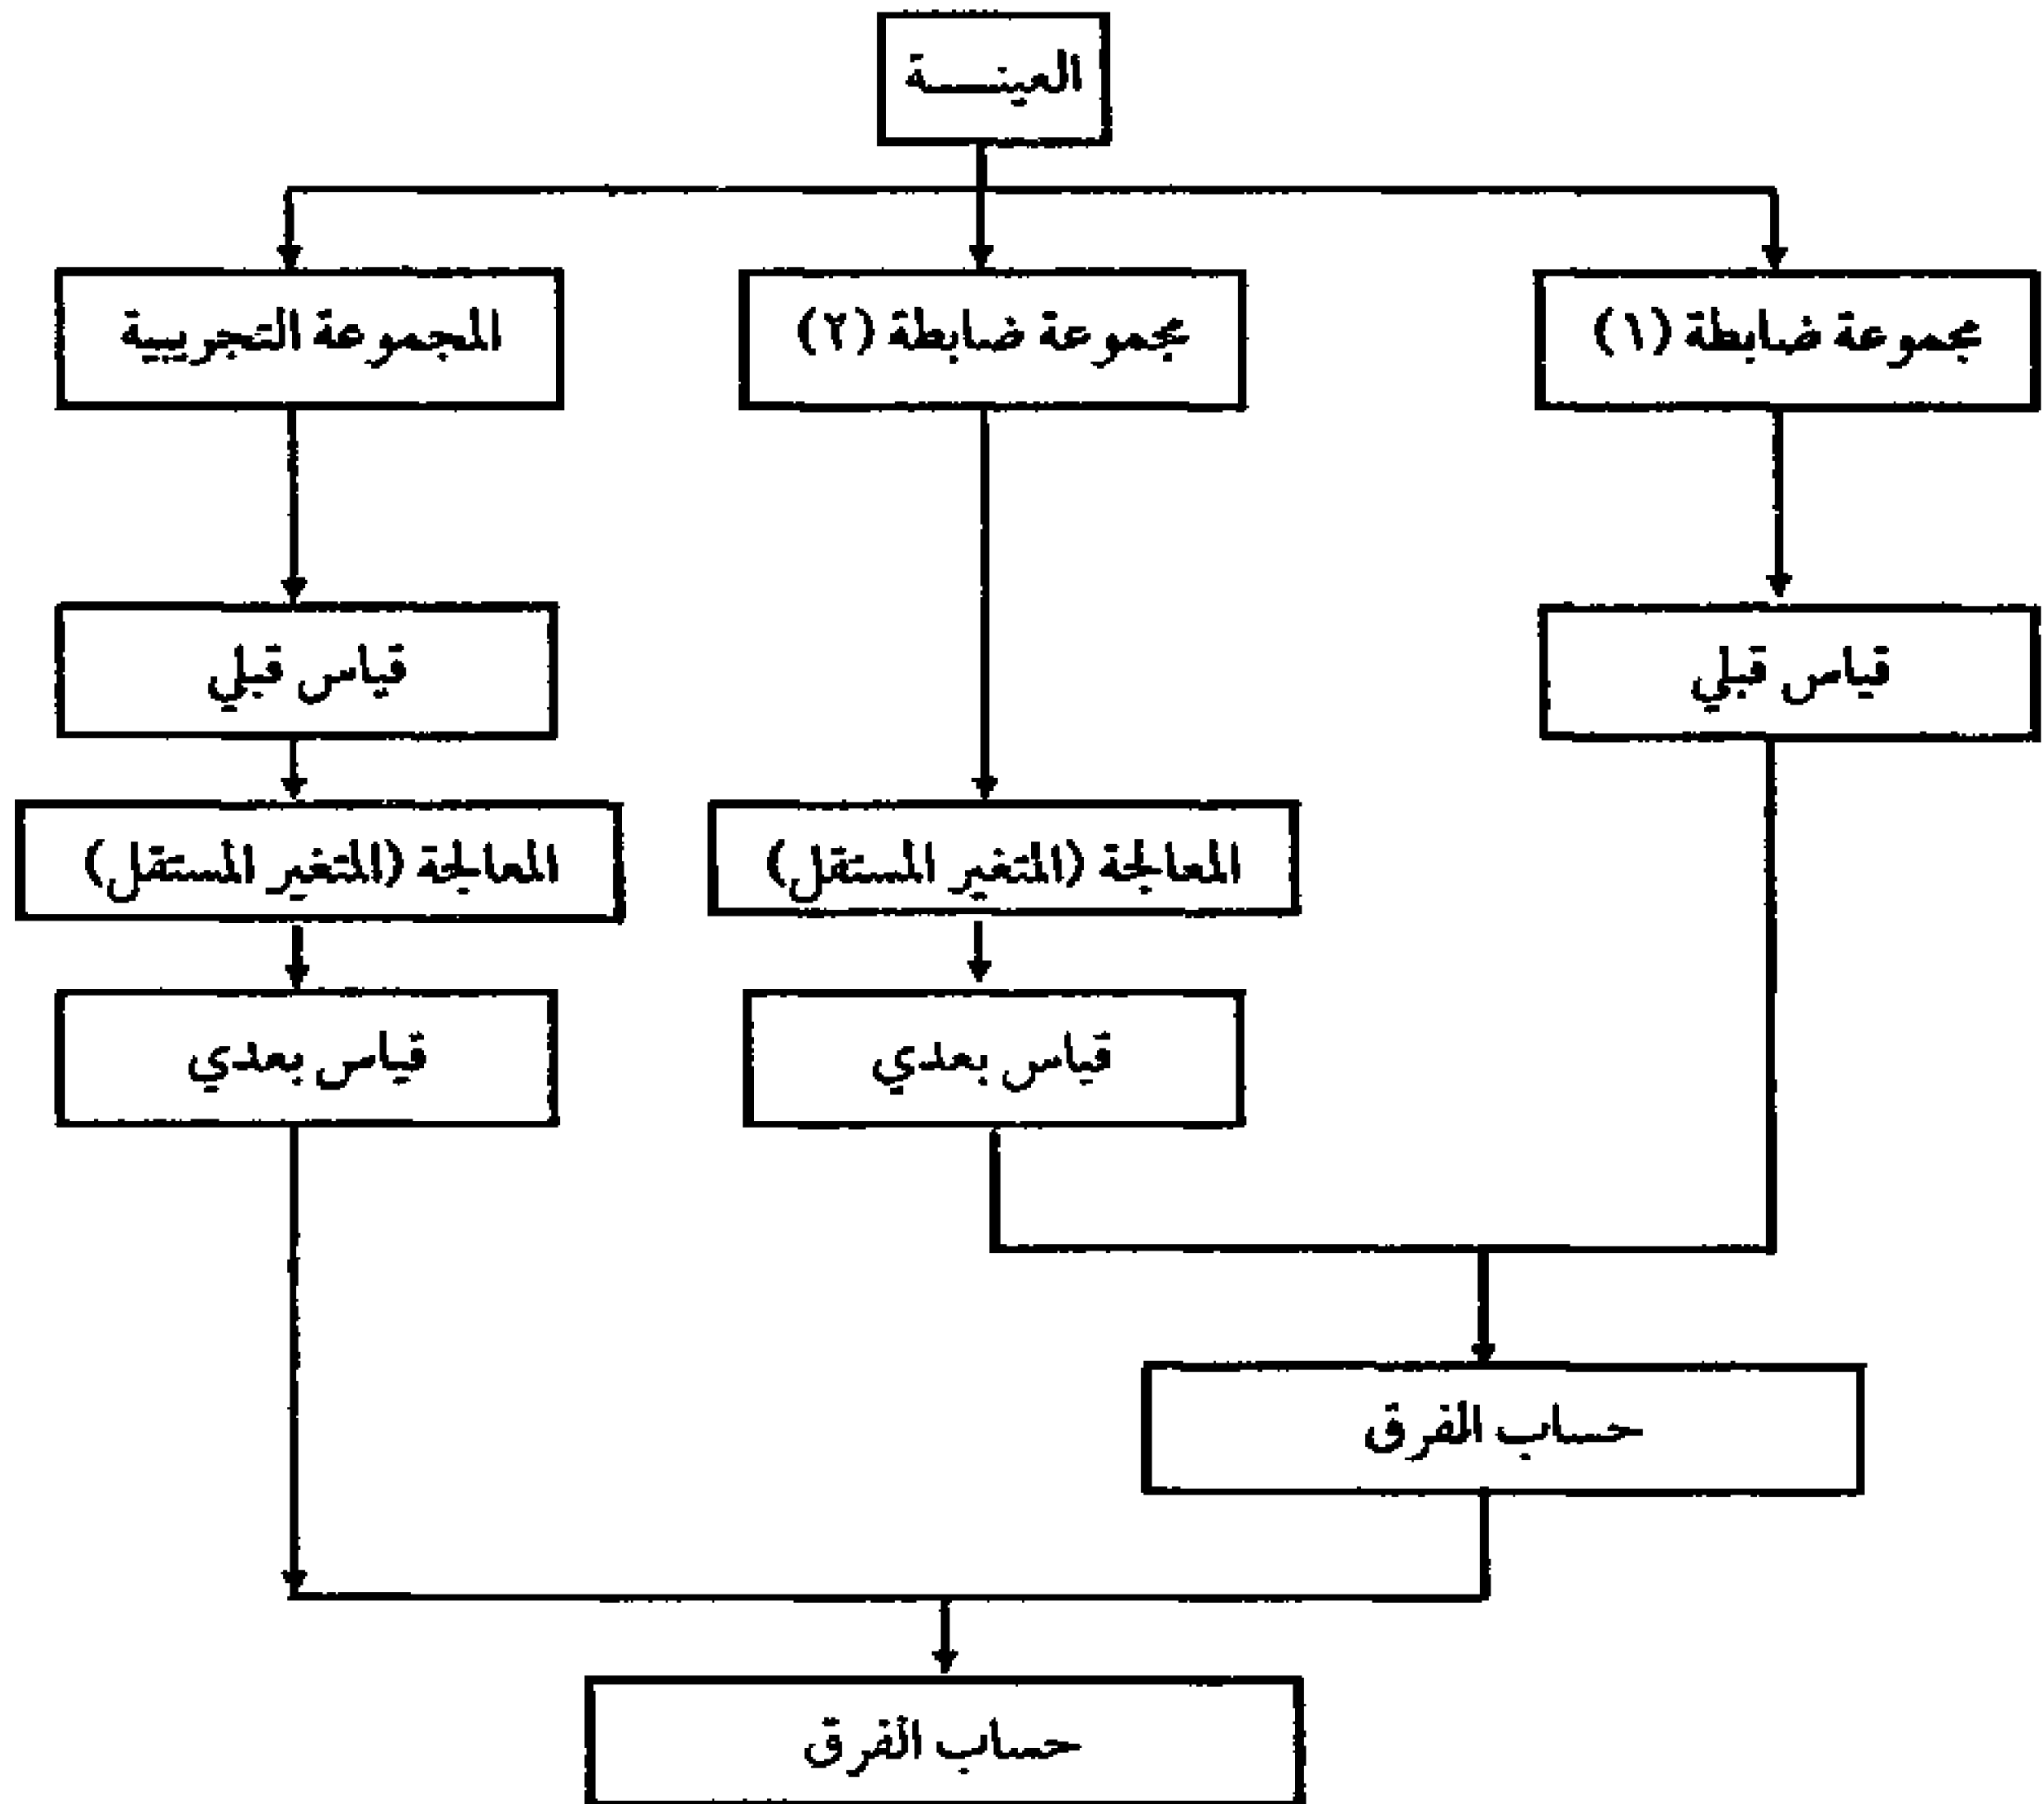 العينــــة
مجموعة ضابطة (١)
مجموعة ضابطة (٢)
المجموعة التجريبية
قياس قبلي
قياس قبلي
المعالجة (المتغير المستقل)
المعالجة (المتغير المستقل)
قياس بعدي
قياس بعدي
حساب الفرق
حساب الفرق